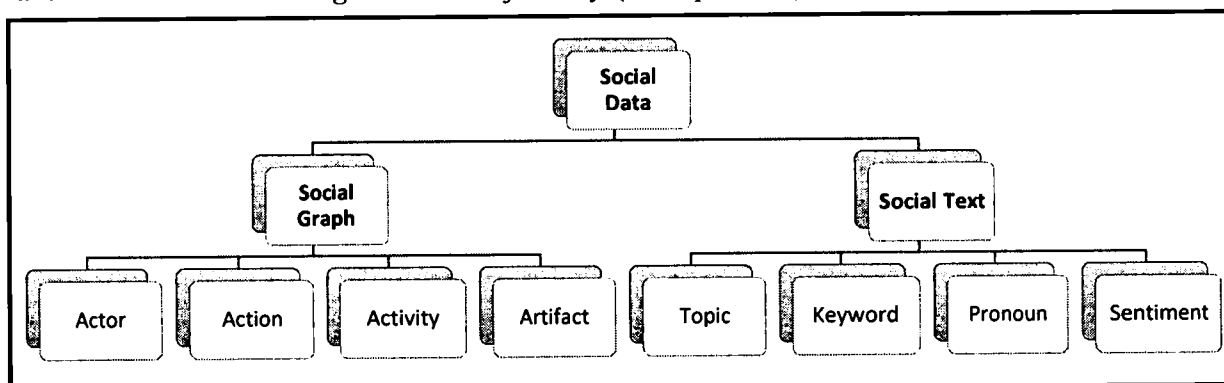 Social
Data
Social
Graph
Social Text
Actor
Action
Activity
Artifact
Topic
Keyword
Pronoun
Sentiment